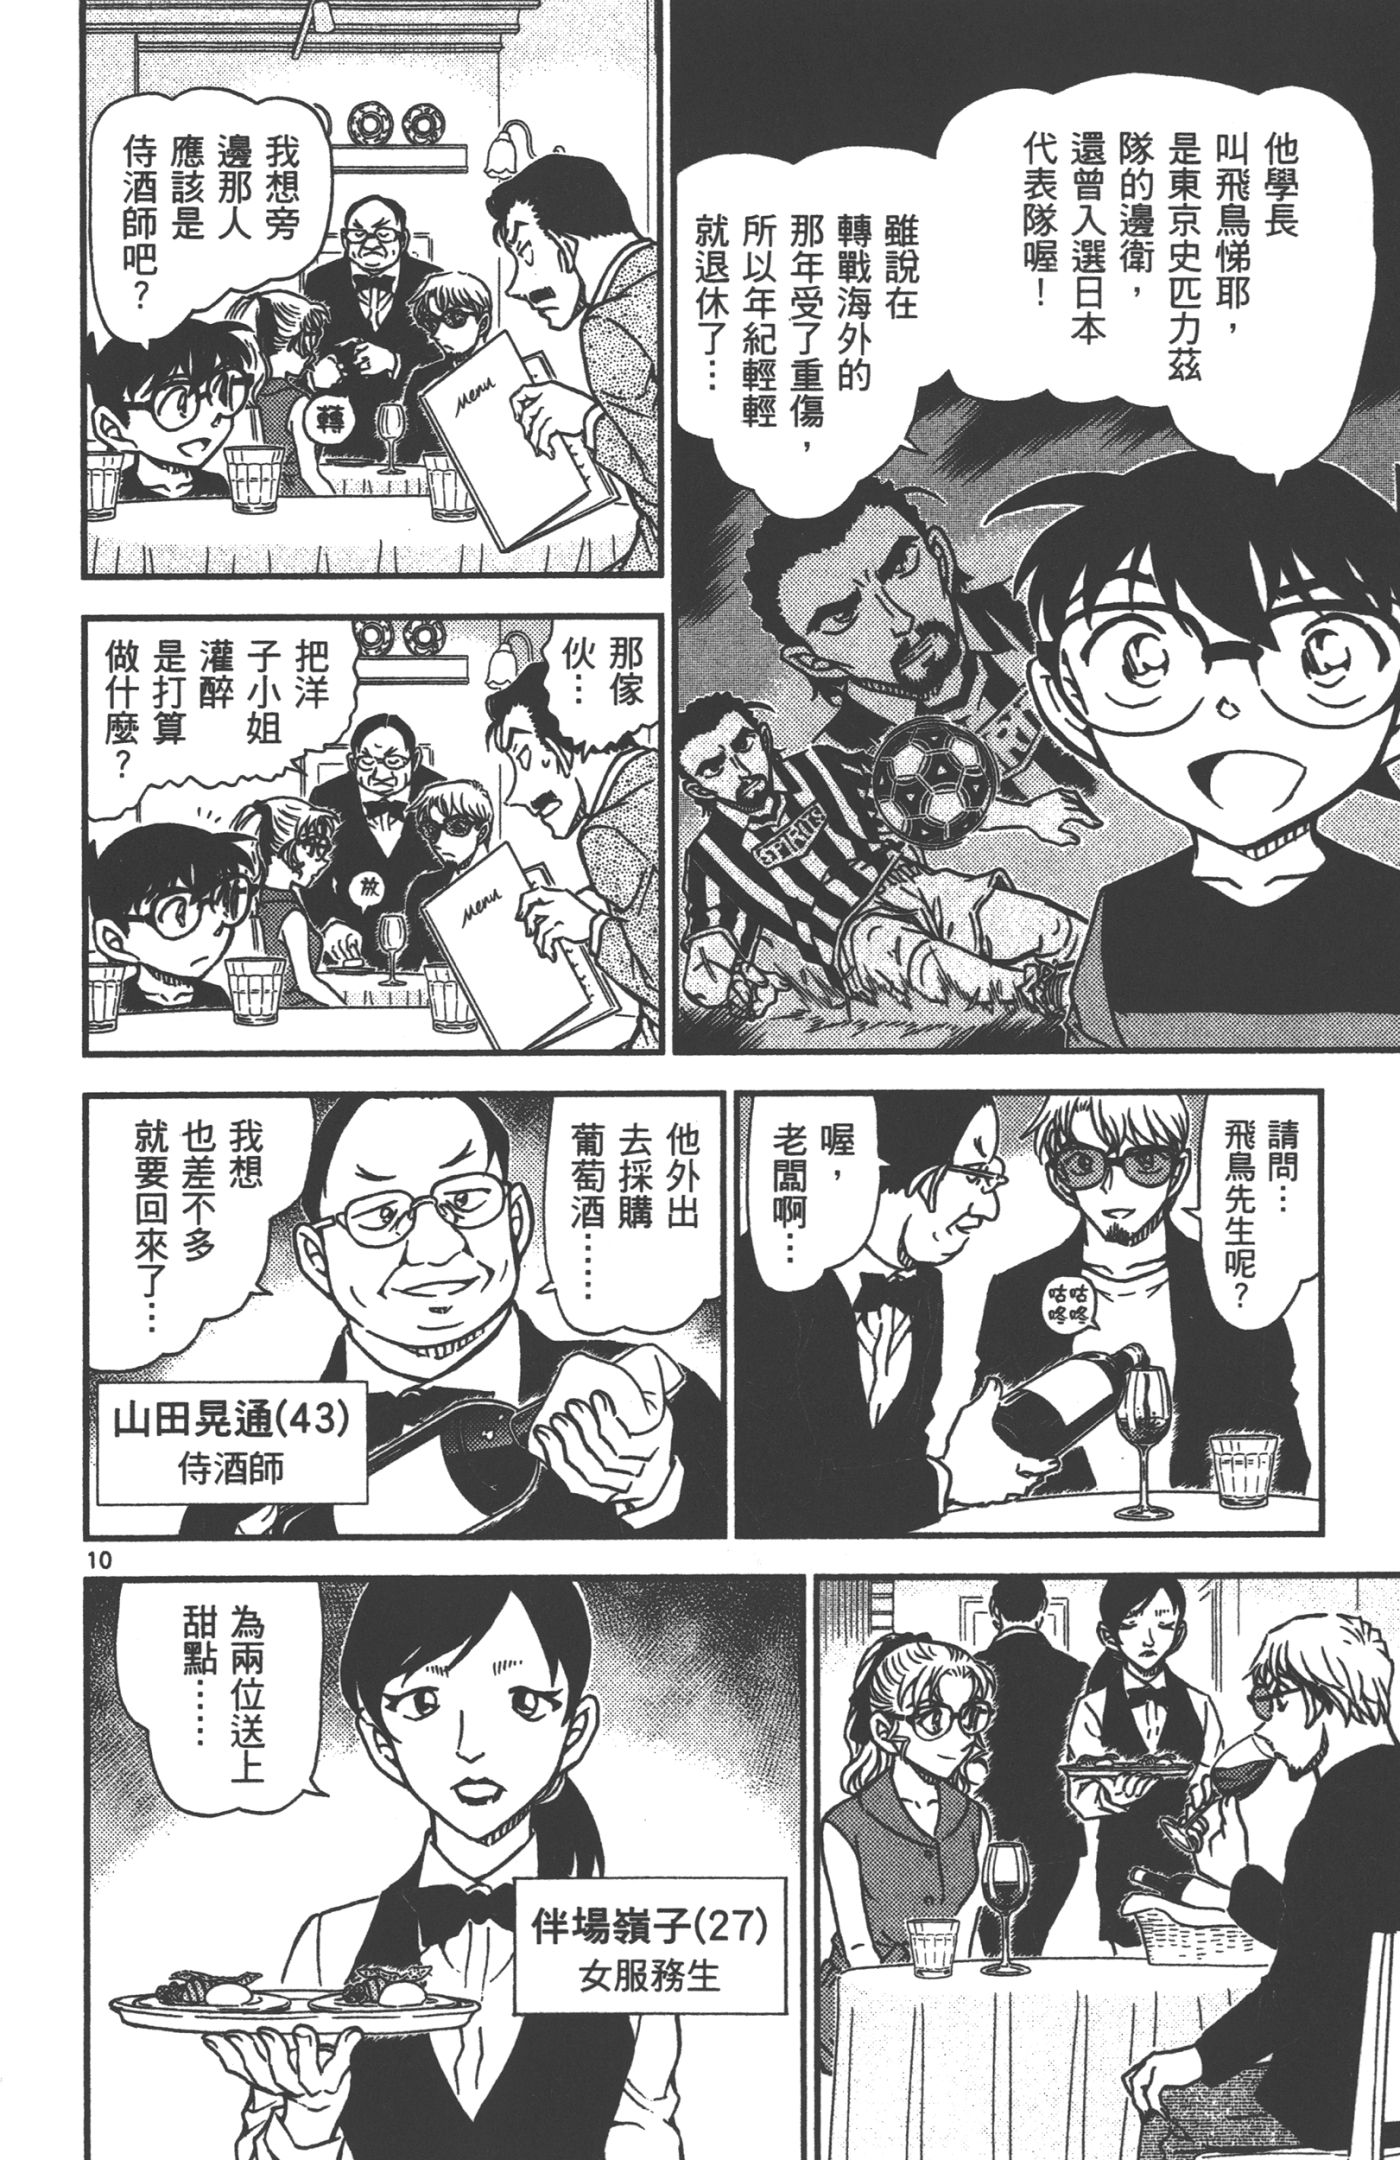 他學長
叫飛鳥悌耶，
是東京史匹力茲
隊的邊衛，
還曾入選日本
代表隊喔！
雖說在
轉戰海外的
那年受了重傷，
所以年紀輕輕
就退休了…
SPIRITS
我想旁
邊那人
應該是
侍酒師吧？
轉
Menu
那傢
伙…
把洋
子小姐
灌醉
是打算
做什麼？
放
Menu
請問…
飛鳥先生呢？
咕咚
咕咚
喔，
老闆啊…
他外出
去採購
葡萄酒……
我想
也差不多
就要回來了…
山田晃通(43)
侍酒師
10
為兩位送上
甜點……
伴場嶺子(27)
女服務生